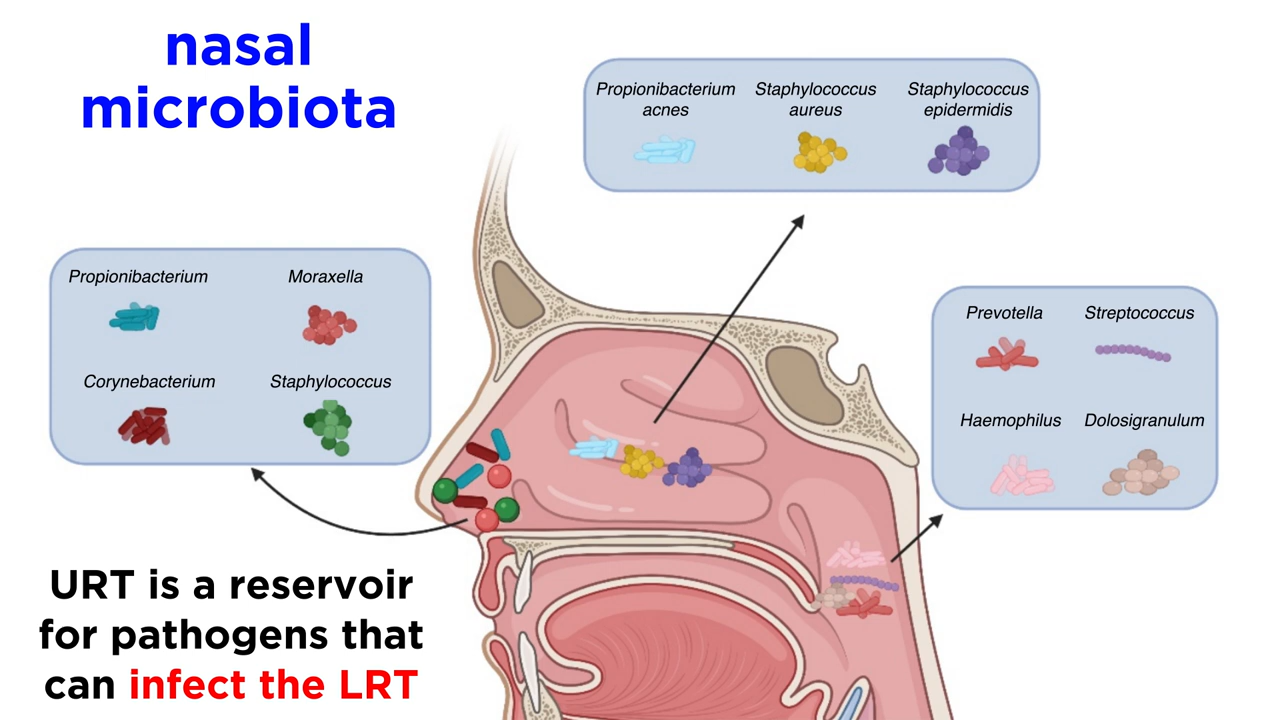 nasal
microbiota
Propionibacterium
acnes
Staphylococcus
aureus
Staphylococcus
epidermidis
Propionibacterium
Moraxella
Corynebacterium
Staphylococcus
Prevotella
Streptococcus
Haemophilus
Dolosigranulum
URT is a reservoir
for pathogens that
can infect the LRT